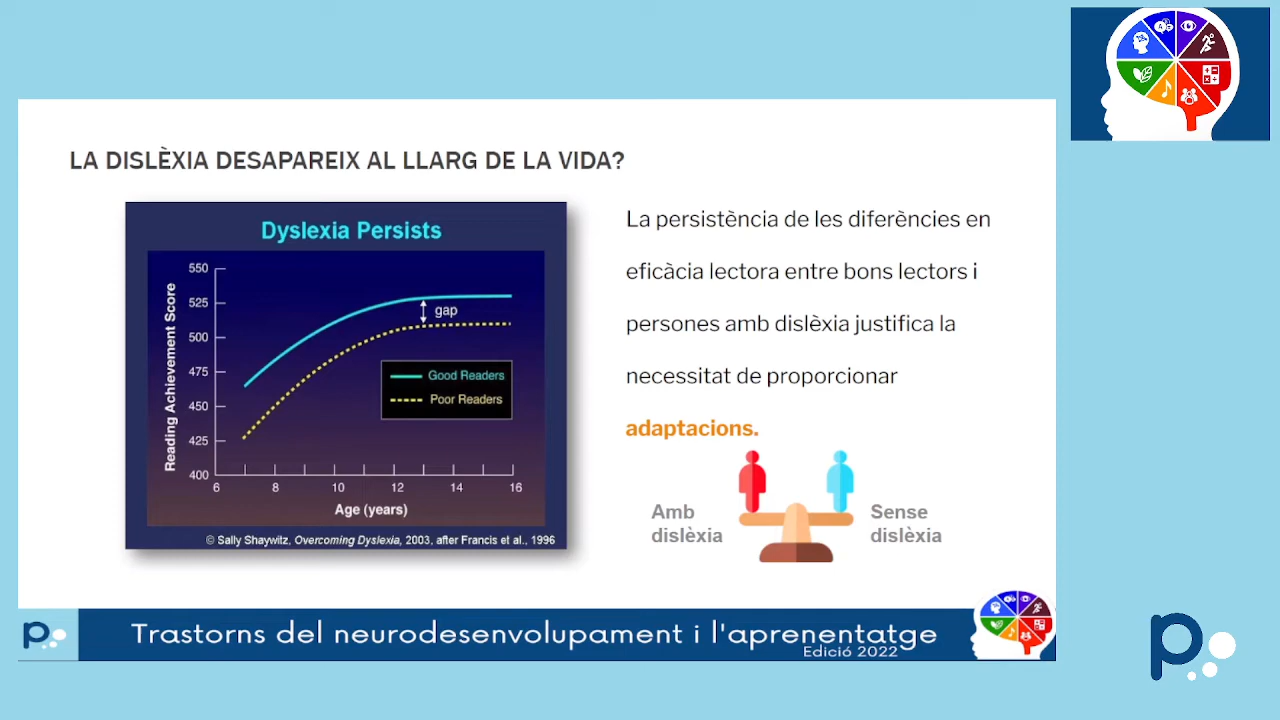 LA DISLÈXIA DESAPAREIX AL LLARG DE LA VIDA?
Dyslexia Persists
Reading Achievement Score
550
525
500
475
450
425
400
gap
Good Readers
Poor Readers
6 8 10 12 14 16
Age (years)
© Sally Shaywitz, Overcoming Dyslexia, 2003, after Francis et al., 1996
La persistència de les diferències en
eficàcia lectora entre bons lectors i
persones amb dislèxia justifica la
necessitat de proporcionar
adaptacions.
Amb
dislèxia
Sense
dislèxia
p
Trastorns del neurodesenvolupament i l'aprenentatge
Edició 2022
p